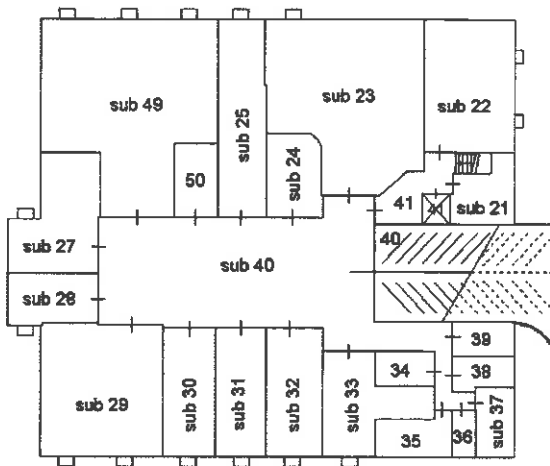 sub 49
sub 25
sub 23
sub 22
sub 24
50
41
sub 21
sub 27
40
sub 40
sub 28
39
34
38
sub 29
sub 30
sub 31
sub 32
sub 33
sub 37
35
36